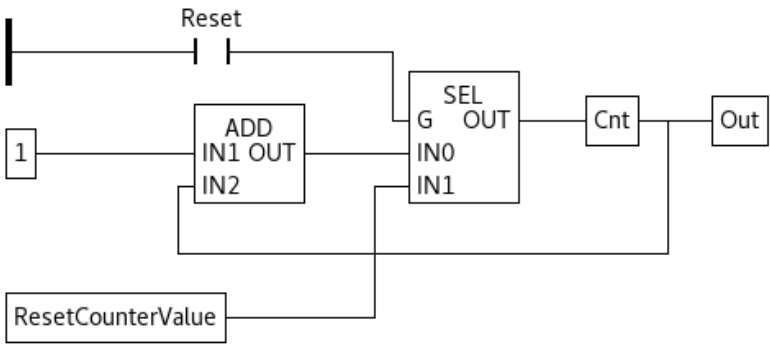 Reset
SEL
G OUT
Cnt
Out
ADD
1
IN1 OUT
IN0
IN2
IN1
ResetCounterValue